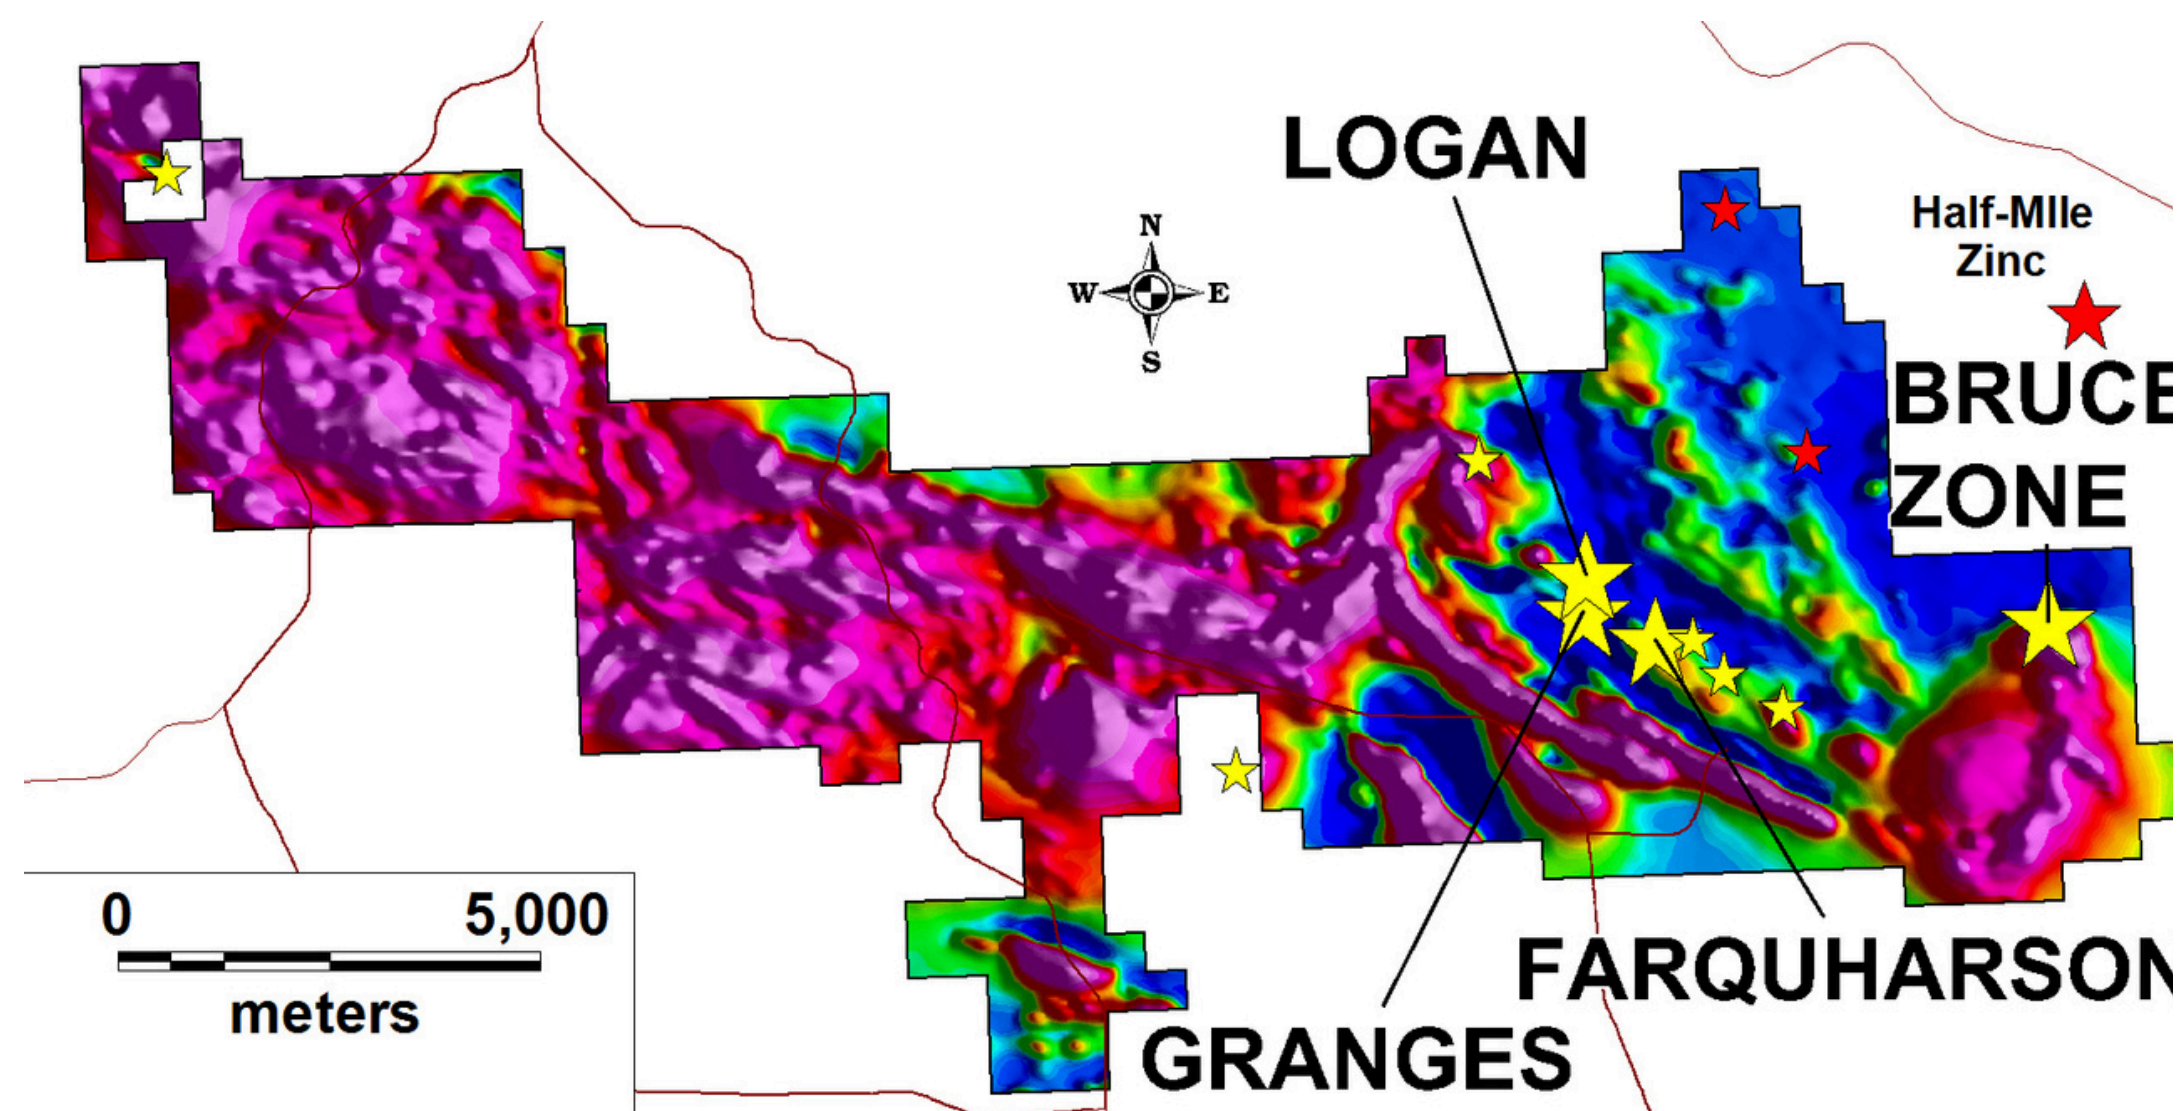 LOGAN
N
W E
S
Half-MIle
Zinc
BRUCE
ZONE
0 5,000
meters
FARQUHARSON
GRANGES